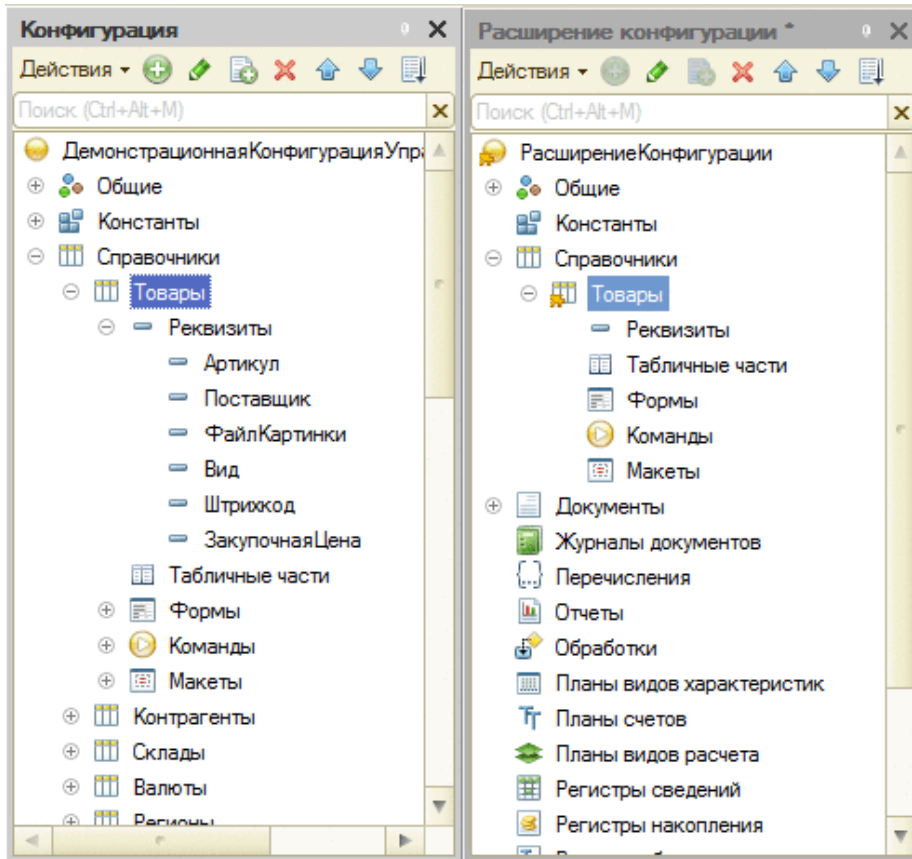 Конфигурация
Действия
Поиск (Ctrl+Alt+M)
ДемонстрационнаяКонфигурацияУпра
Общие
Константы
Справочники
Товары
Реквизиты
Артикул
Поставщик
ФайлКартинки
Вид
Штрихкод
ЗакупочнаяЦена
Табличные части
Формы
Команды
Макеты
Контрагенты
Склады
Валюты
Регионы
Расширение конфигурации *
Действия
Поиск (Ctrl+Alt+M)
РасширениеКонфигурации
Общие
Константы
Справочники
Товары
Реквизиты
Табличные части
Формы
Команды
Макеты
Документы
Журналы документов
Перечисления
Отчеты
Обработки
Планы видов характеристик
Планы счетов
Планы видов расчета
Регистры сведений
Регистры накопления